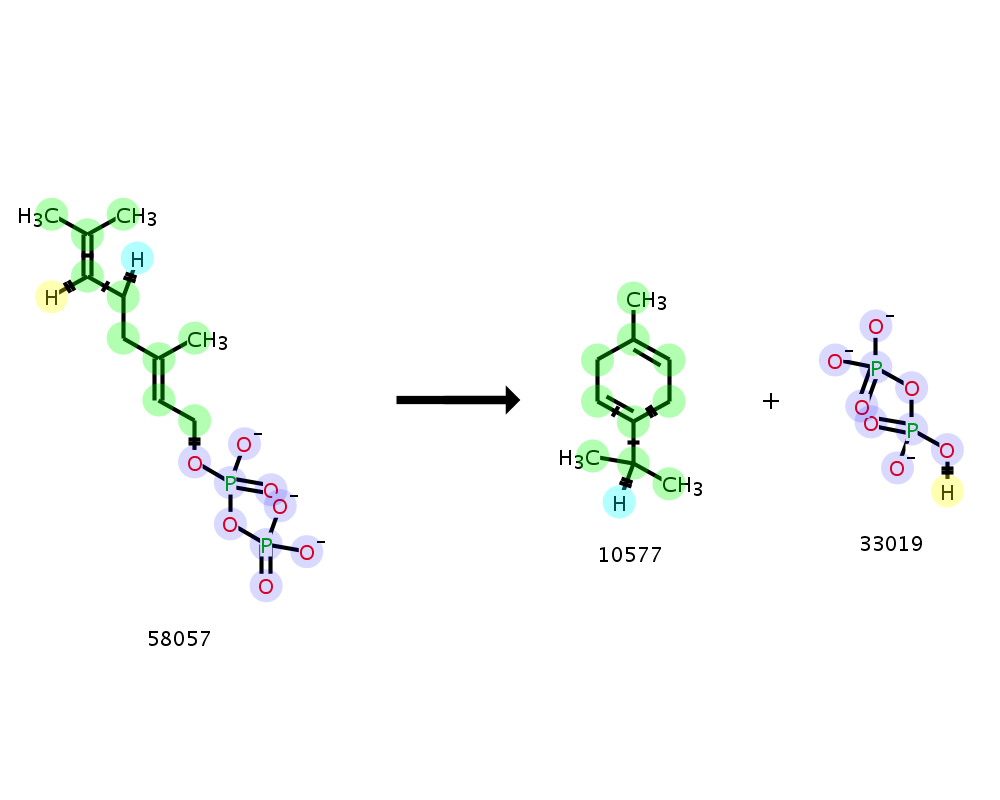 H₃C CH₃
H
H
CH₃
O O⁻
P O O⁻
O P O⁻
O
58057
CH₃
H₃C CH₃
H
10577
+
O⁻
O⁻ P O
O O P O
O⁻ H
33019